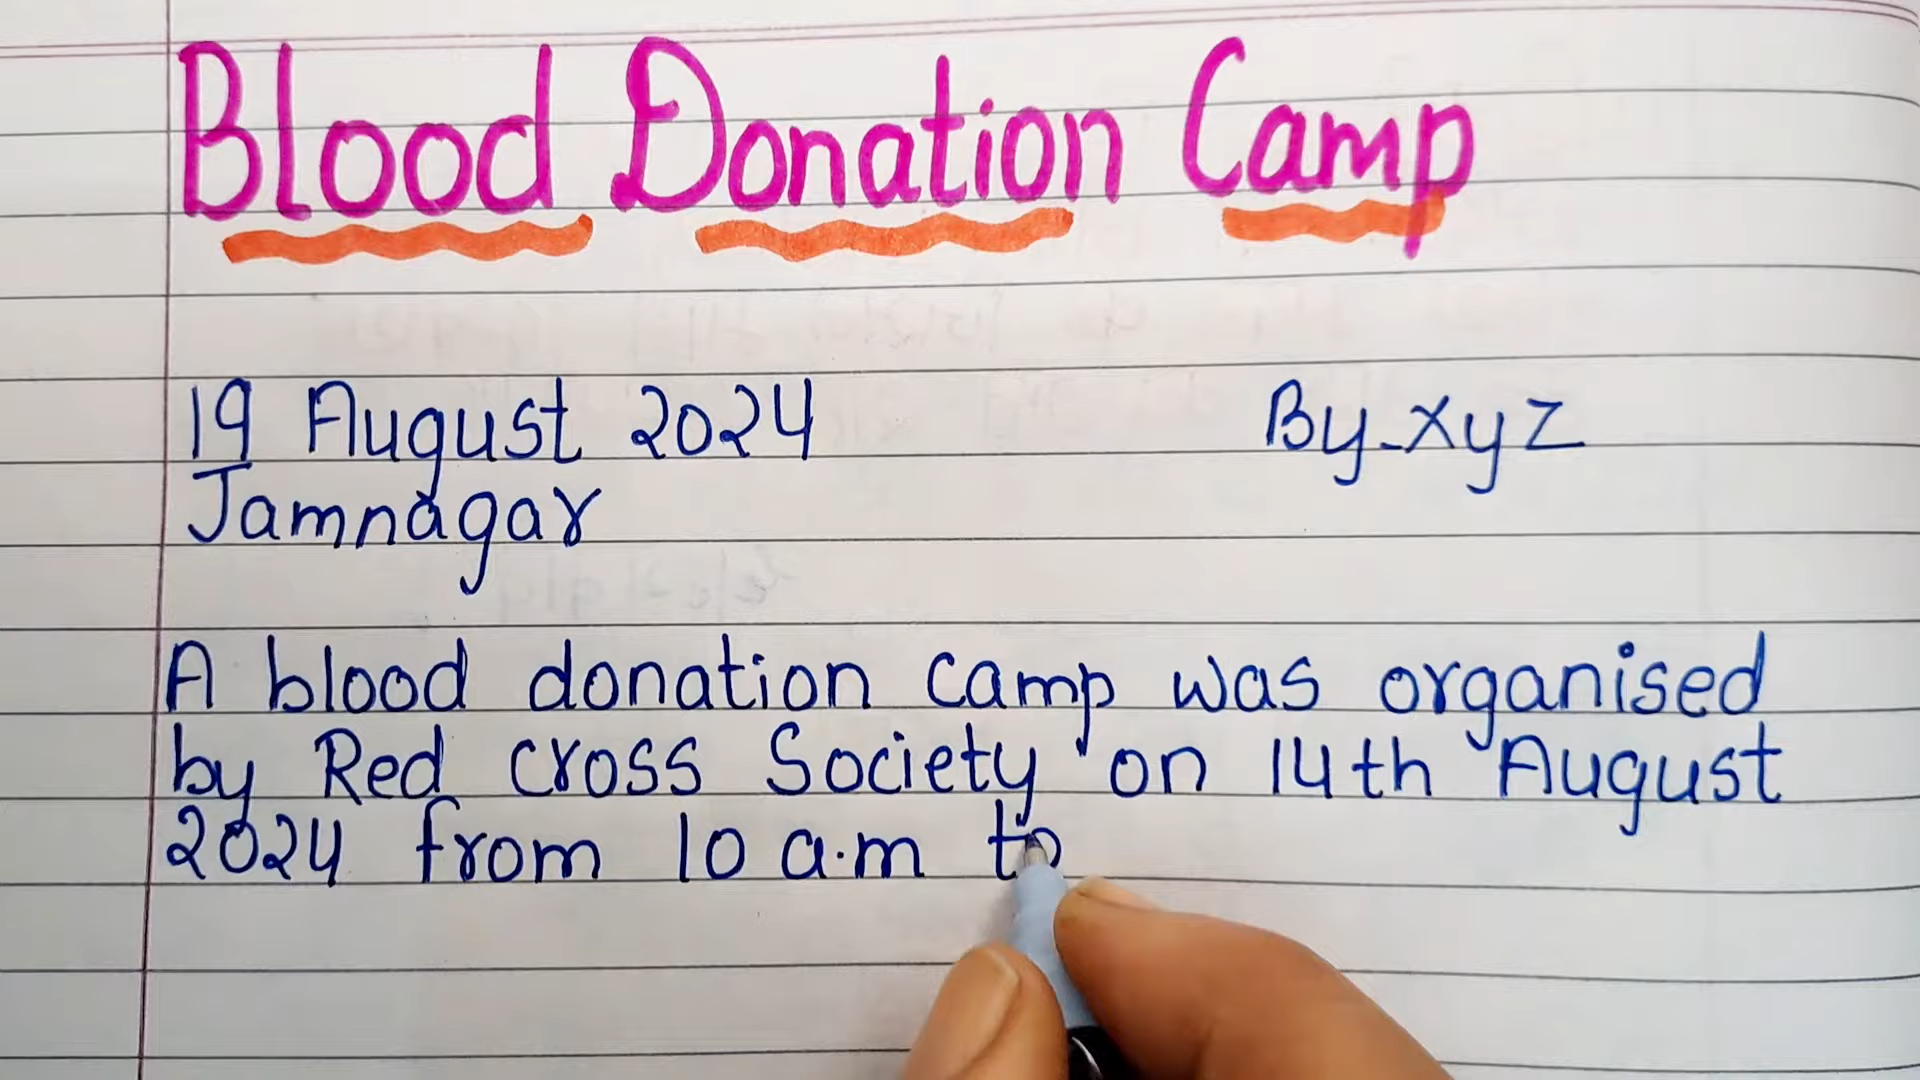 Blood Donation Camp
19 August 2024 By-xyz
Jamnagar
A blood donation camp was organised
by Red cross Society on 14th August
2024 from 10 a.m to